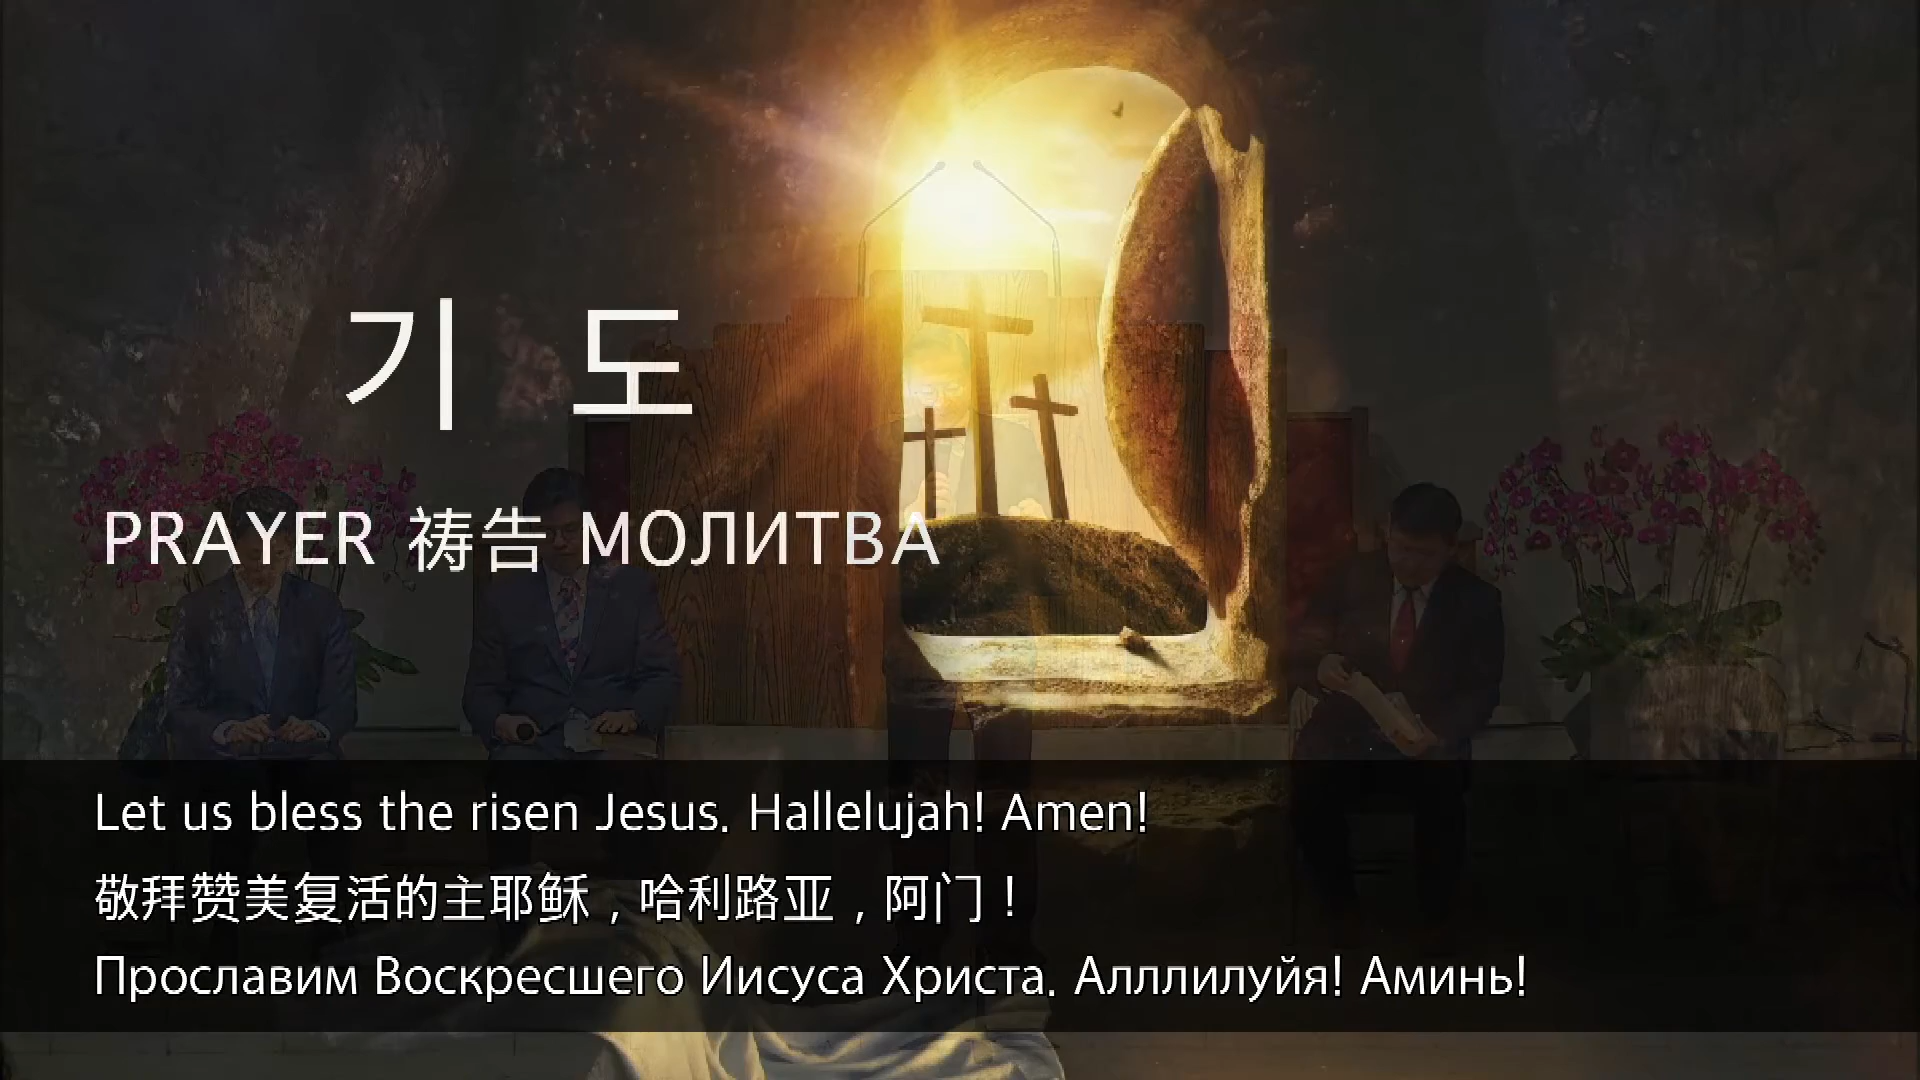 기 도
PRAYER 祷告 МОЛИТВА
Let us bless the risen Jesus. Hallelujah! Amen!
敬拜赞美复活的主耶稣，哈利路亚，阿门！
Прославим Воскресшего Иисуса Христа. Алллилуйя! Аминь!